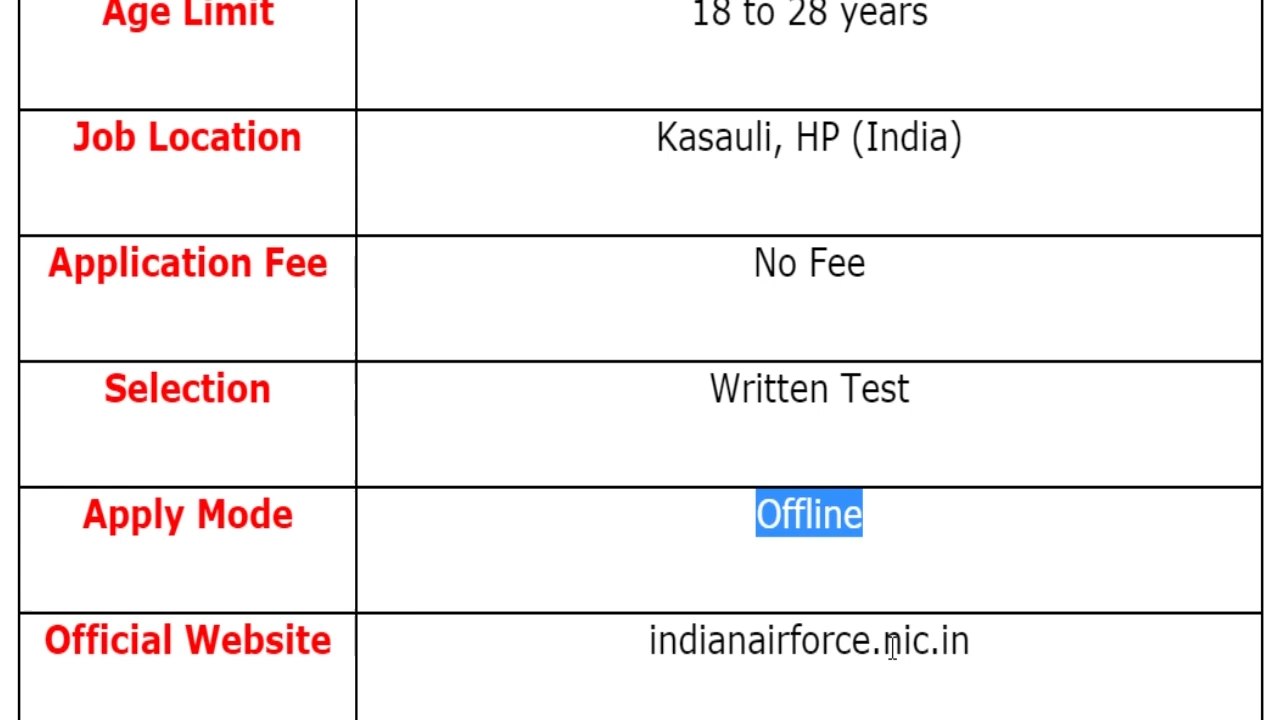 Age Limit 18 to 28 years
Job Location Kasauli, HP (India)
Application Fee No Fee
Selection Written Test
Apply Mode Offline
Official Website indianairforce.nic.in